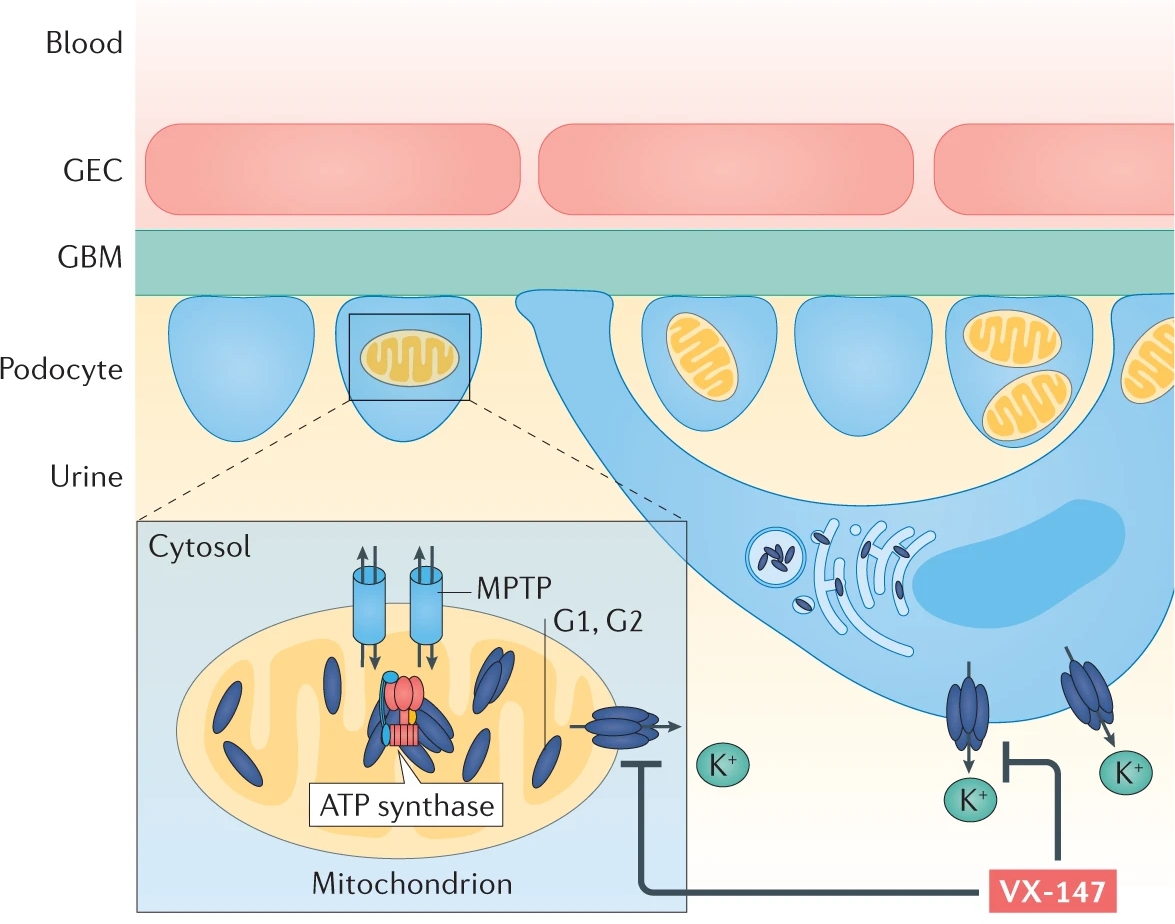 Blood
GEC
GBM
Podocyte
Urine
Cytosol
MPTP
G1, G2
ATP synthase
Mitochondrion
K⁺
K⁺
K⁺
VX-147